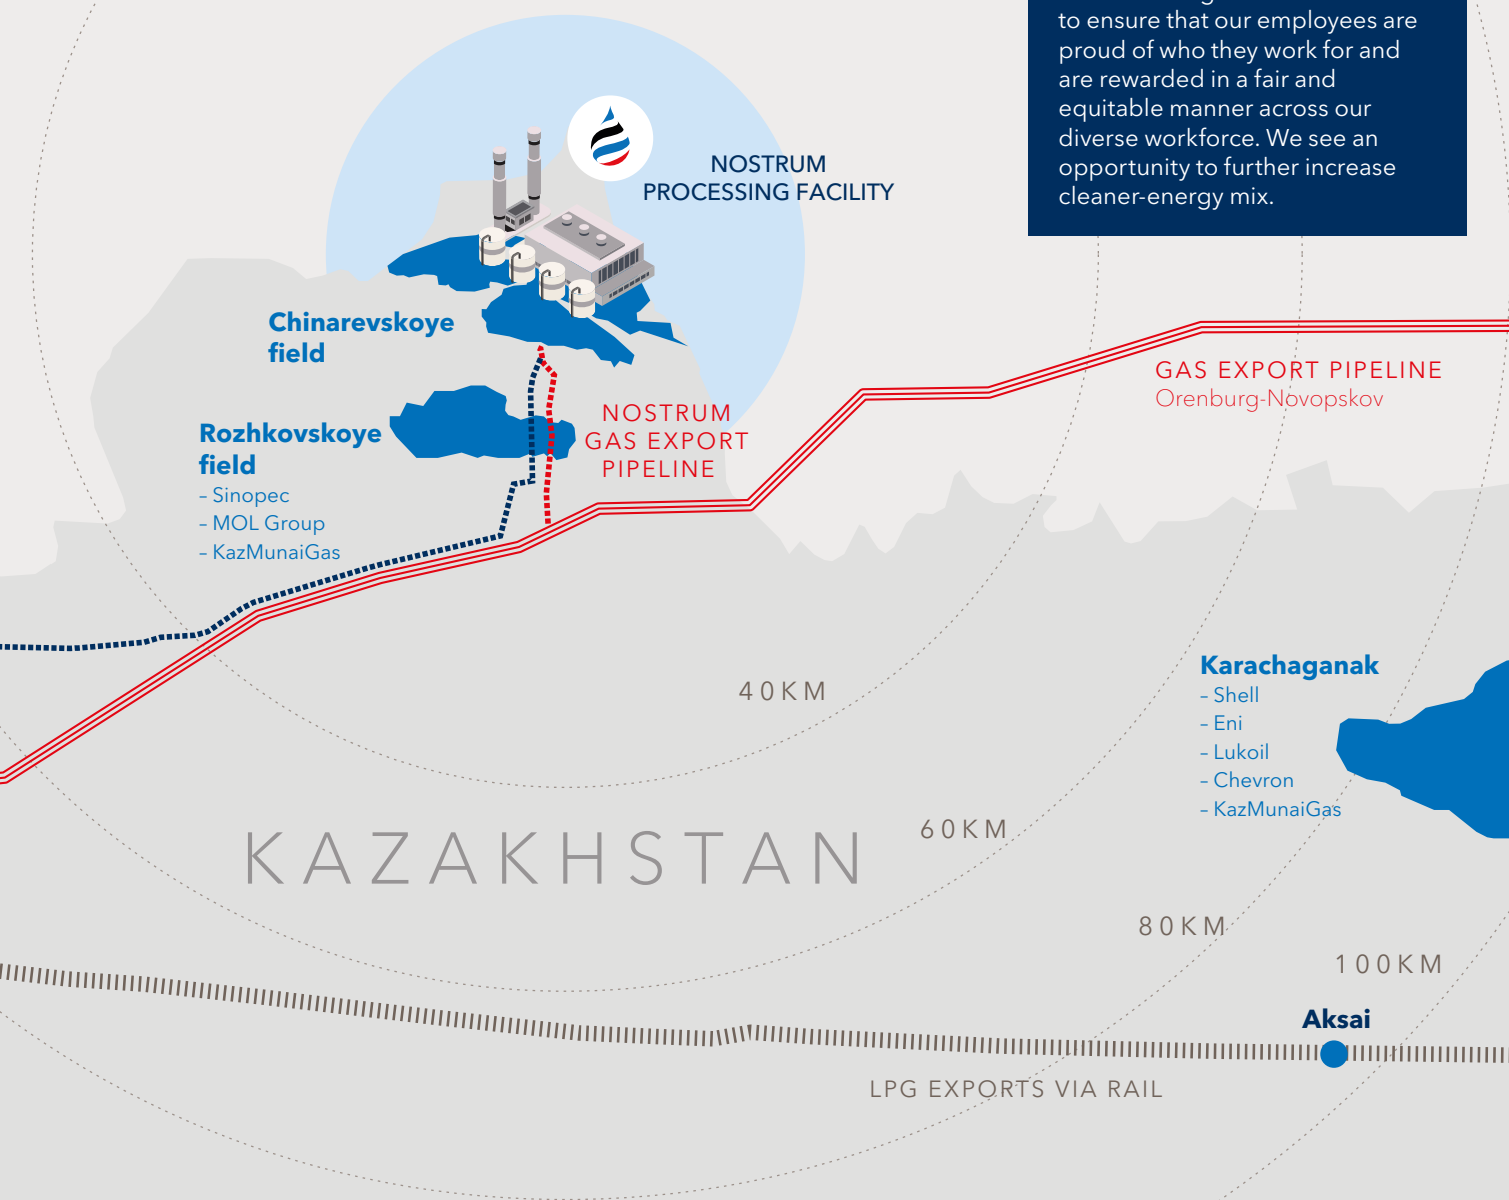 to ensure that our employees are
proud of who they work for and
are rewarded in a fair and
equitable manner across our
diverse workforce. We see an
opportunity to further increase
cleaner-energy mix.
NOSTRUM
PROCESSING FACILITY
Chinarevskoye
field
GAS EXPORT PIPELINE
Orenburg-Novopskov
NOSTRUM
GAS EXPORT
PIPELINE
Rozhkovskoye
field
– Sinopec
– MOL Group
– KazMunaiGas
Karachaganak
– Shell
– Eni
– Lukoil
– Chevron
– KazMunaiGas
40KM
60KM
KAZAKHSTAN
80KM
100KM
Aksai
LPG EXPORTS VIA RAIL